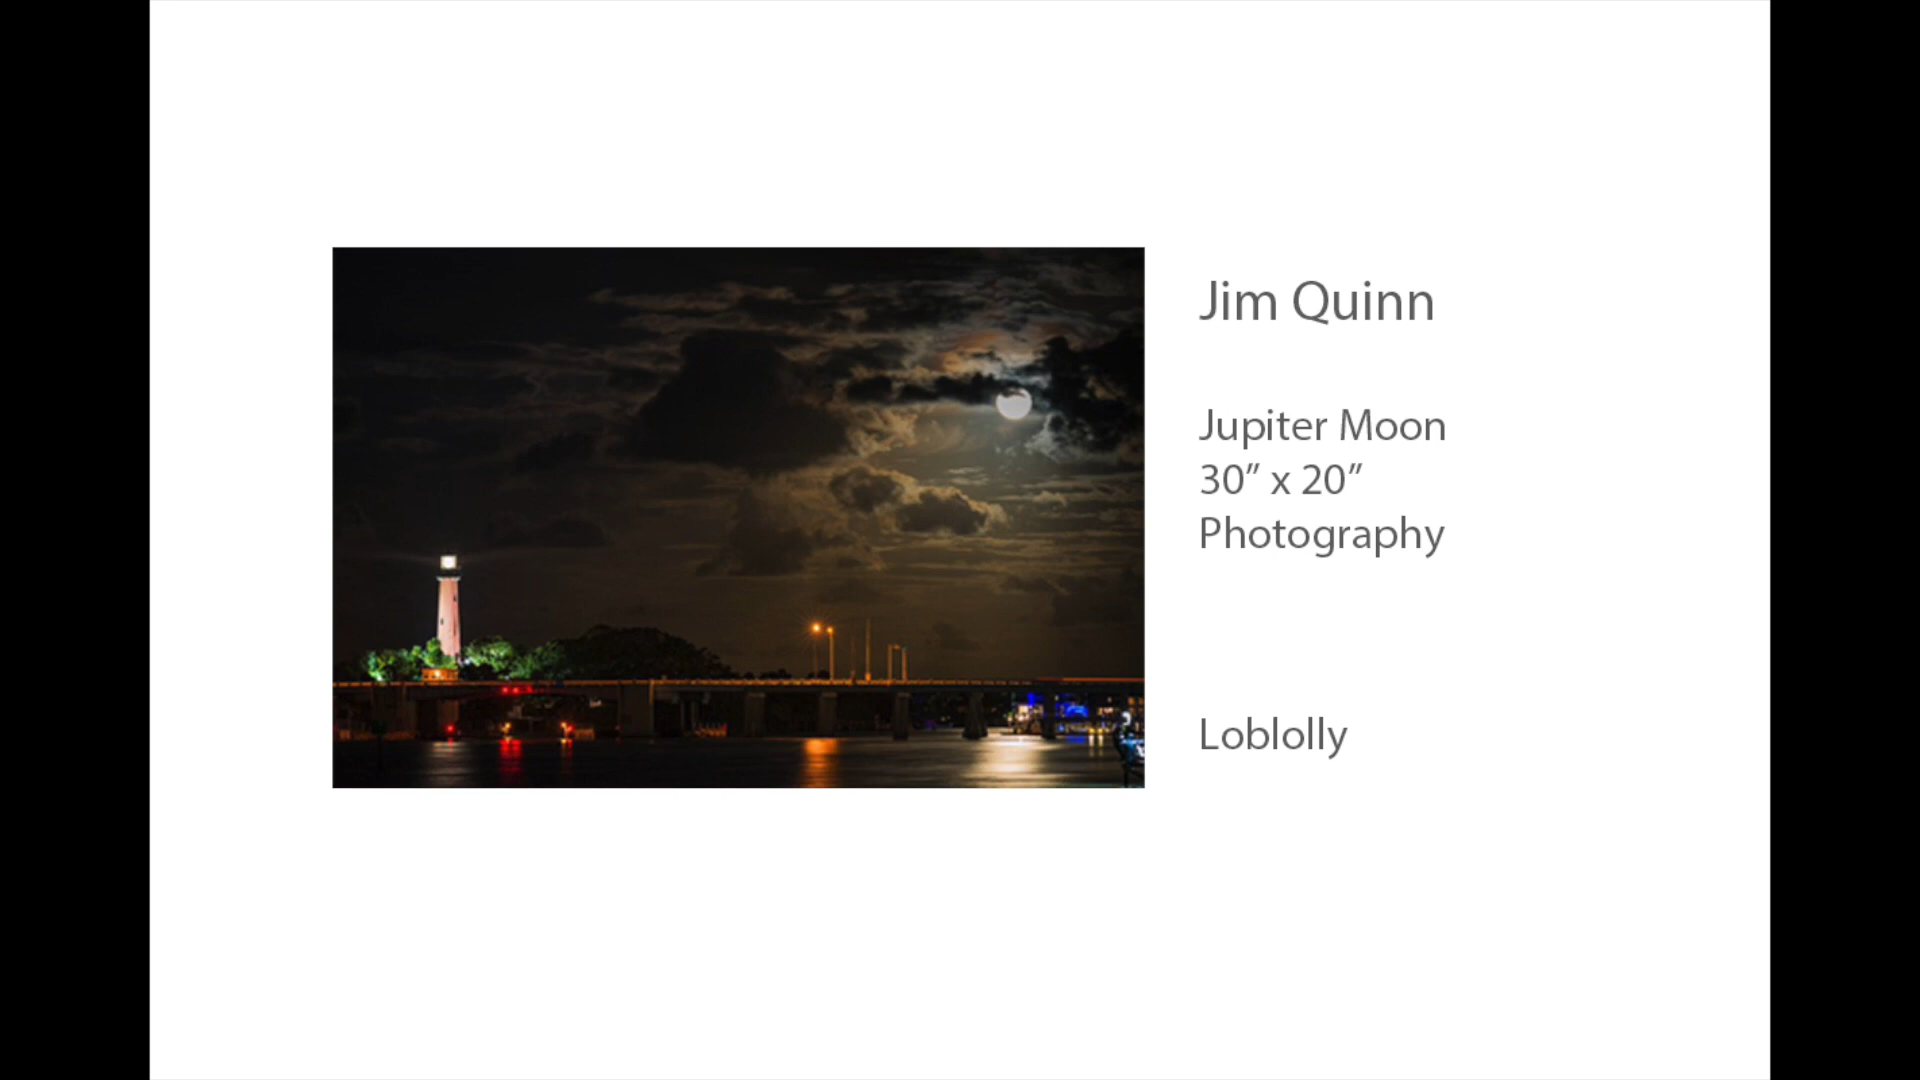 Jim Quinn
Jupiter Moon
30” x 20”
Photography
Loblolly